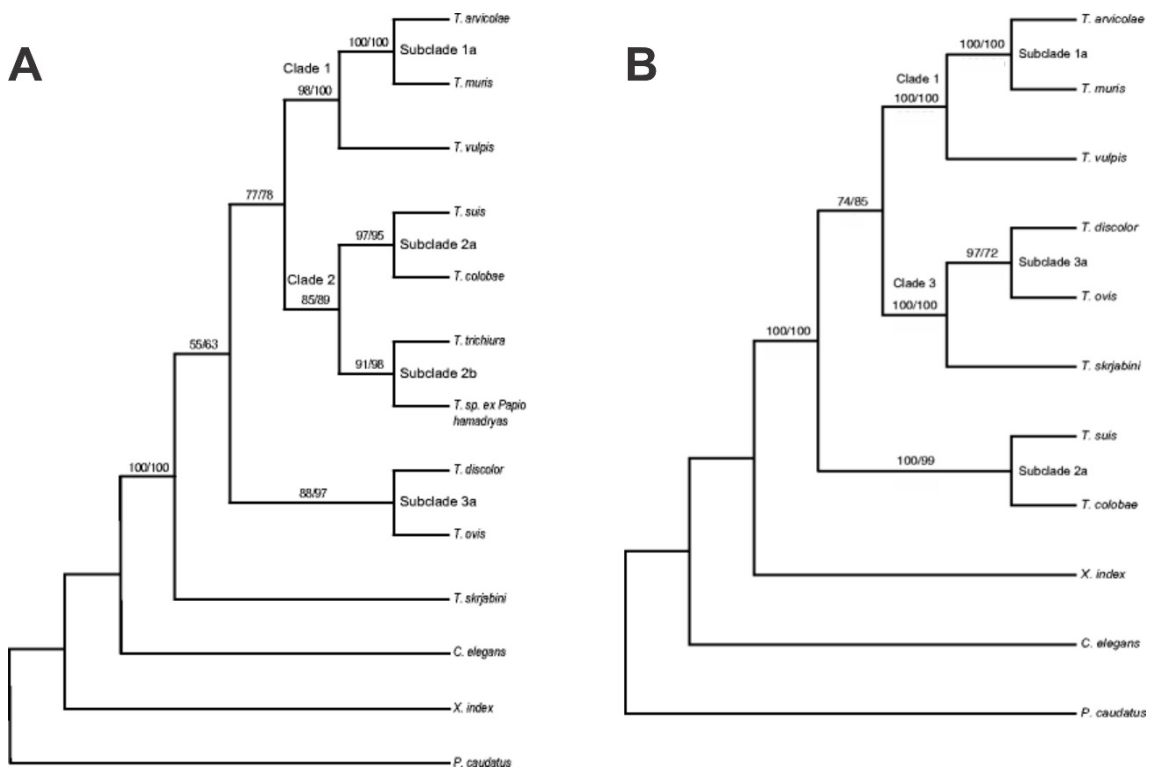 A
T. arvicolae
100/100
Subclade 1a
Clade 1
T. muris
98/100
T. vulpis
77/78
T. suis
97/95
Subclade 2a
Clade 2
T. colobae
85/89
T. trichiura
55/63
91/98
Subclade 2b
T. sp. ex Papio
hamadryas
T. discolor
100/100
88/97
Subclade 3a
T. ovis
T. skrjabini
C. elegans
X. index
P. caudatus
B
T. arvicolae
100/100
Subclade 1a
Clade 1
T. muris
100/100
T. vulpis
74/85
T. discolor
97/72
Subclade 3a
Clade 3
T. ovis
100/100
100/100
T. skrjabini
T. suis
100/99
Subclade 2a
T. colobae
X. index
C. elegans
P. caudatus